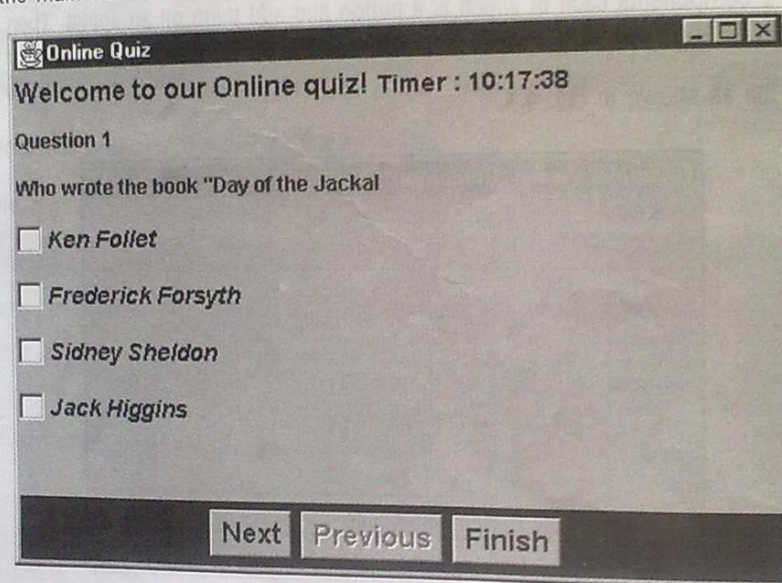 Online Quiz
Welcome to our Online quiz! Timer : 10:17:38
Question 1
Who wrote the book "Day of the Jackal
Ken Follet
Frederick Forsyth
Sidney Sheldon
Jack Higgins
Next Previous Finish